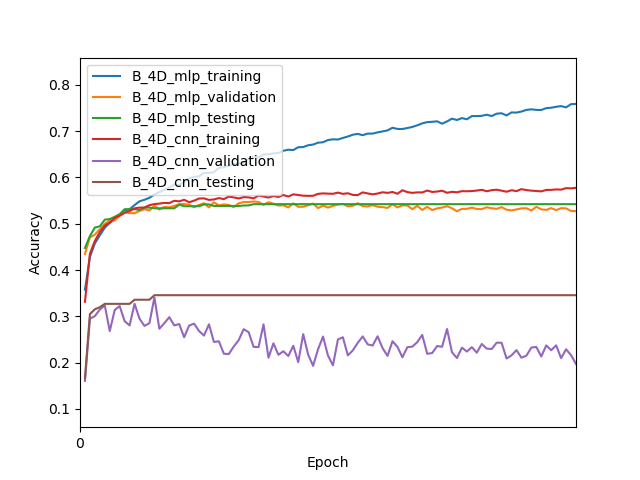 B_4D_mlp_training
B_4D_mlp_validation
B_4D_mlp_testing
B_4D_cnn_training
B_4D_cnn_validation
B_4D_cnn_testing
0.8
0.7
0.6
0.5
0.4
0.3
0.2
0.1
Accuracy
0
Epoch